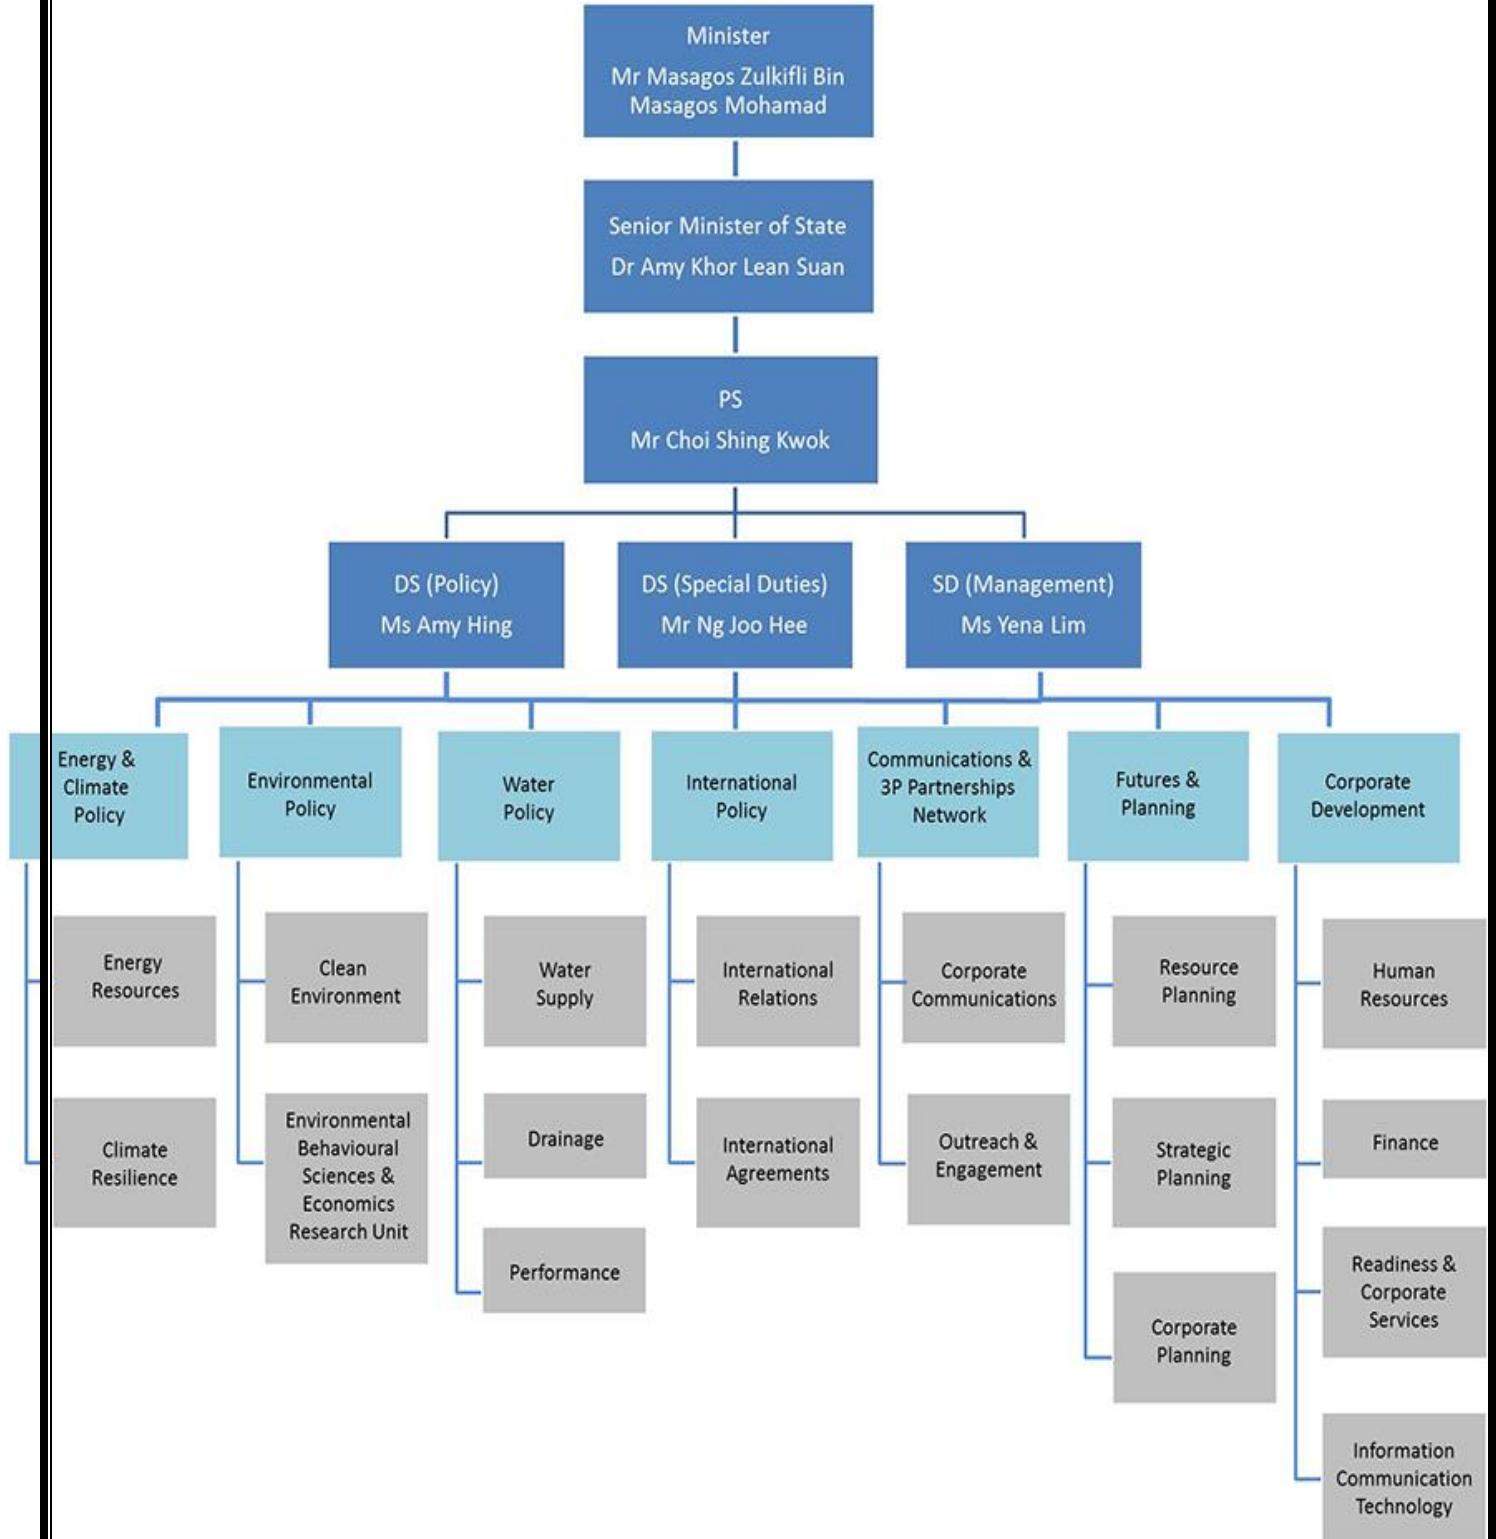 Minister
Mr Masagos Zulkifli Bin
Masagos Mohamad
Senior Minister of State
Dr Amy Khor Lean Suan
PS
Mr Choi Shing Kwok
DS (Policy)
Ms Amy Hing
DS (Special Duties)
Mr Ng Joo Hee
SD (Management)
Ms Yena Lim
Energy &
Climate
Policy
Environmental
Policy
Water
Policy
International
Policy
Communications &
3P Partnerships
Network
Futures &
Planning
Corporate
Development
Energy
Resources
Climate
Resilience
Clean
Environment
Environmental
Behavioural
Sciences &
Economics
Research Unit
Water
Supply
Drainage
Performance
International
Relations
International
Agreements
Corporate
Communications
Outreach &
Engagement
Resource
Planning
Strategic
Planning
Corporate
Planning
Human
Resources
Finance
Readiness &
Corporate
Services
Information
Communication
Technology